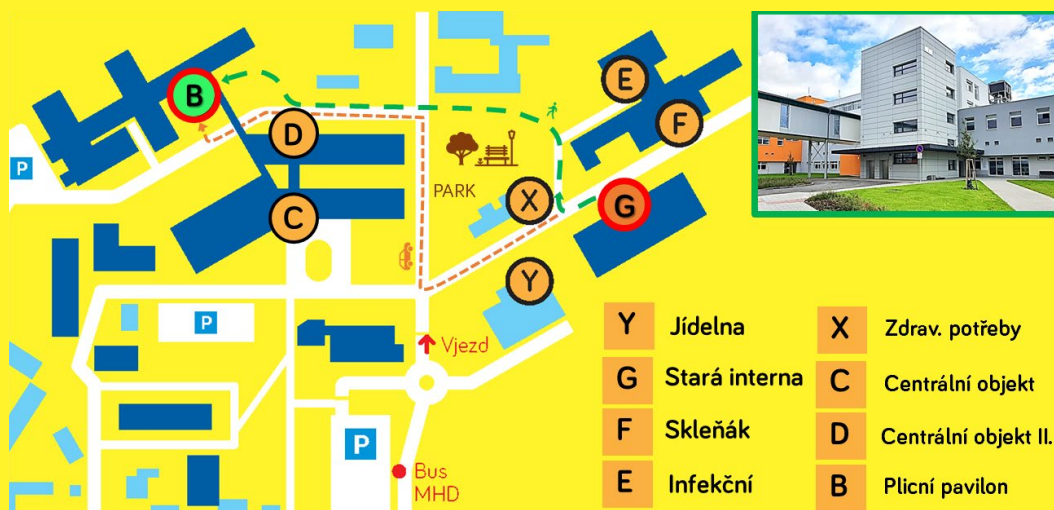 B
D
C
E
F
X
G
Y
P
PARK
P
Vjezd
P
Bus
MHD
Y Jídelna
G Stará interna
F Skleňák
E Infekční
X Zdrav. potřeby
C Centrální objekt
D Centrální objekt II.
B Plicní pavilon